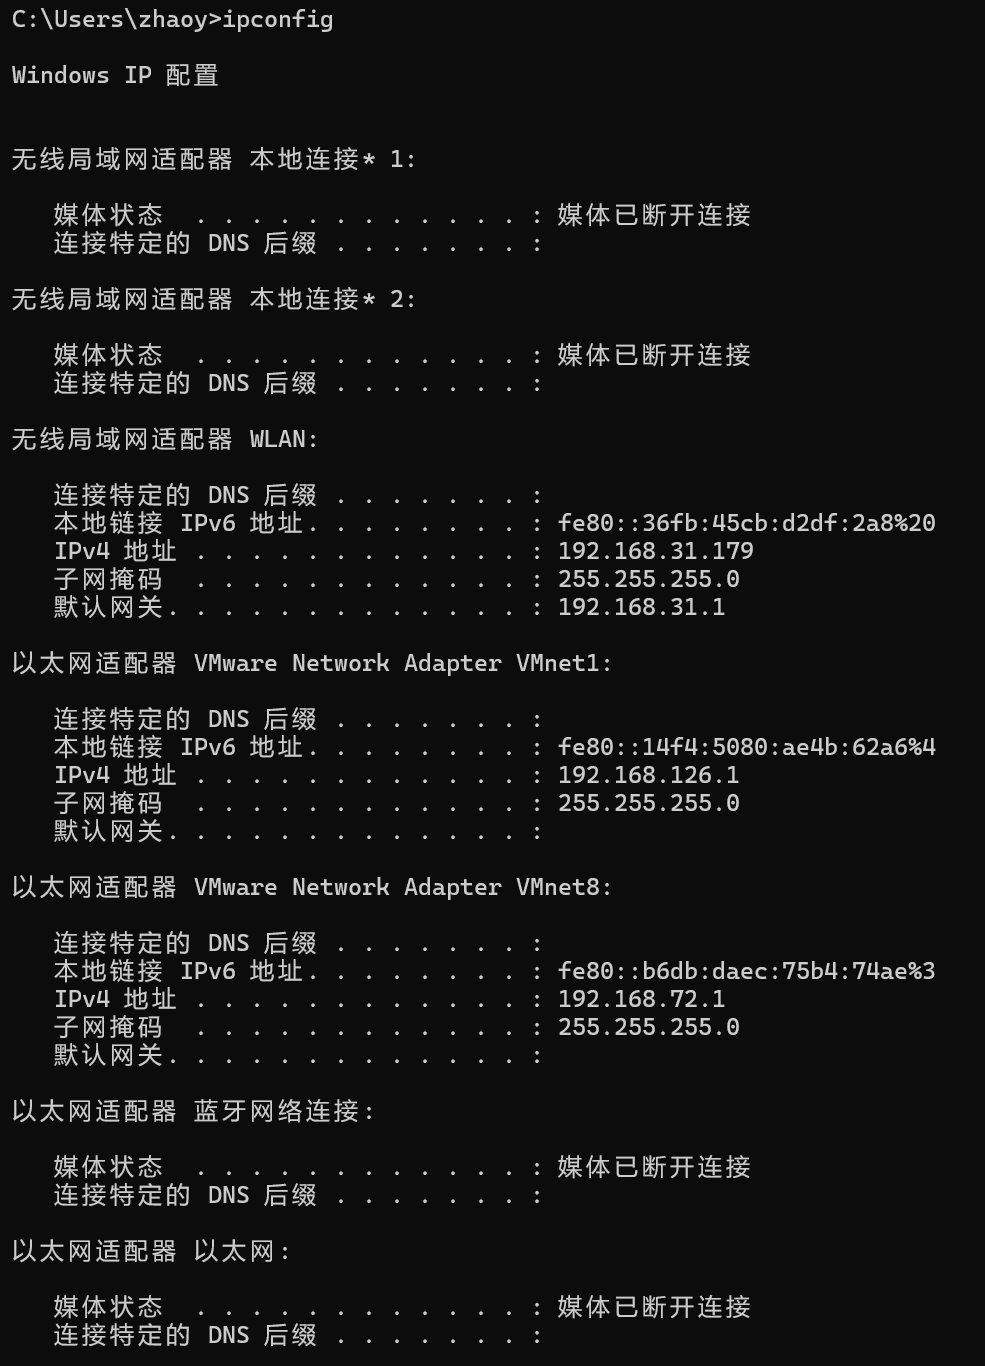 C:\Users\zhaoy>ipconfig
Windows IP 配置
无线局域网适配器 本地连接* 1:
媒体状态  . . . . . . . . . . . . : 媒体已断开连接
连接特定的 DNS 后缀 . . . . . . . :
无线局域网适配器 本地连接* 2:
媒体状态  . . . . . . . . . . . . : 媒体已断开连接
连接特定的 DNS 后缀 . . . . . . . :
无线局域网适配器 WLAN:
连接特定的 DNS 后缀 . . . . . . . :
本地链接 IPv6 地址. . . . . . . . : fe80::36fb:45cb:d2df:2a8%20
IPv4 地址 . . . . . . . . . . . . : 192.168.31.179
子网掩码  . . . . . . . . . . . . : 255.255.255.0
默认网关. . . . . . . . . . . . . : 192.168.31.1
以太网适配器 VMware Network Adapter VMnet1:
连接特定的 DNS 后缀 . . . . . . . :
本地链接 IPv6 地址. . . . . . . . : fe80::14f4:5080:ae4b:62a6%4
IPv4 地址 . . . . . . . . . . . . : 192.168.126.1
子网掩码  . . . . . . . . . . . . : 255.255.255.0
默认网关. . . . . . . . . . . . . :
以太网适配器 VMware Network Adapter VMnet8:
连接特定的 DNS 后缀 . . . . . . . :
本地链接 IPv6 地址. . . . . . . . : fe80::b6db:daec:75b4:74ae%3
IPv4 地址 . . . . . . . . . . . . : 192.168.72.1
子网掩码  . . . . . . . . . . . . : 255.255.255.0
默认网关. . . . . . . . . . . . . :
以太网适配器 蓝牙网络连接:
媒体状态  . . . . . . . . . . . . : 媒体已断开连接
连接特定的 DNS 后缀 . . . . . . . :
以太网适配器 以太网:
媒体状态  . . . . . . . . . . . . : 媒体已断开连接
连接特定的 DNS 后缀 . . . . . . . :